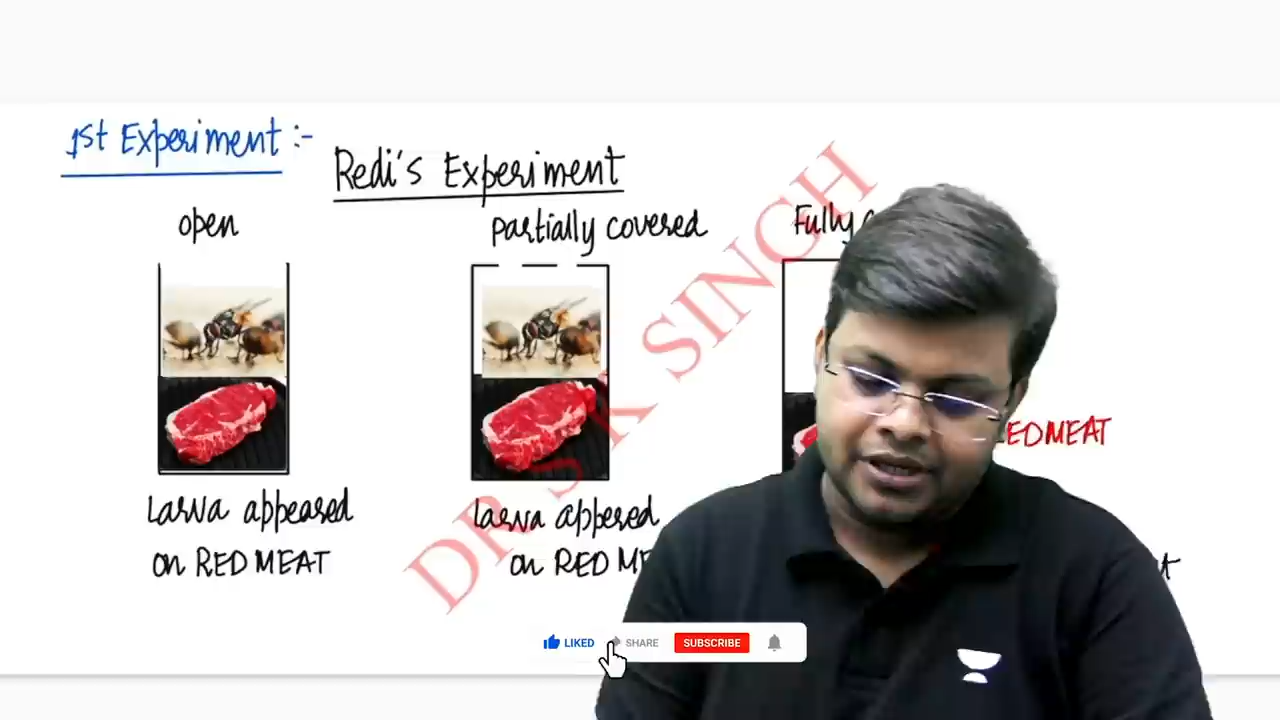 1st Experiment :-
Redi's Experiment
open
partially covered
Fully
Larva appeared
on RED MEAT
Larva appered
on RED
EDMEAT
DR S K SINGH
LIKED
SHARE
SUBSCRIBE